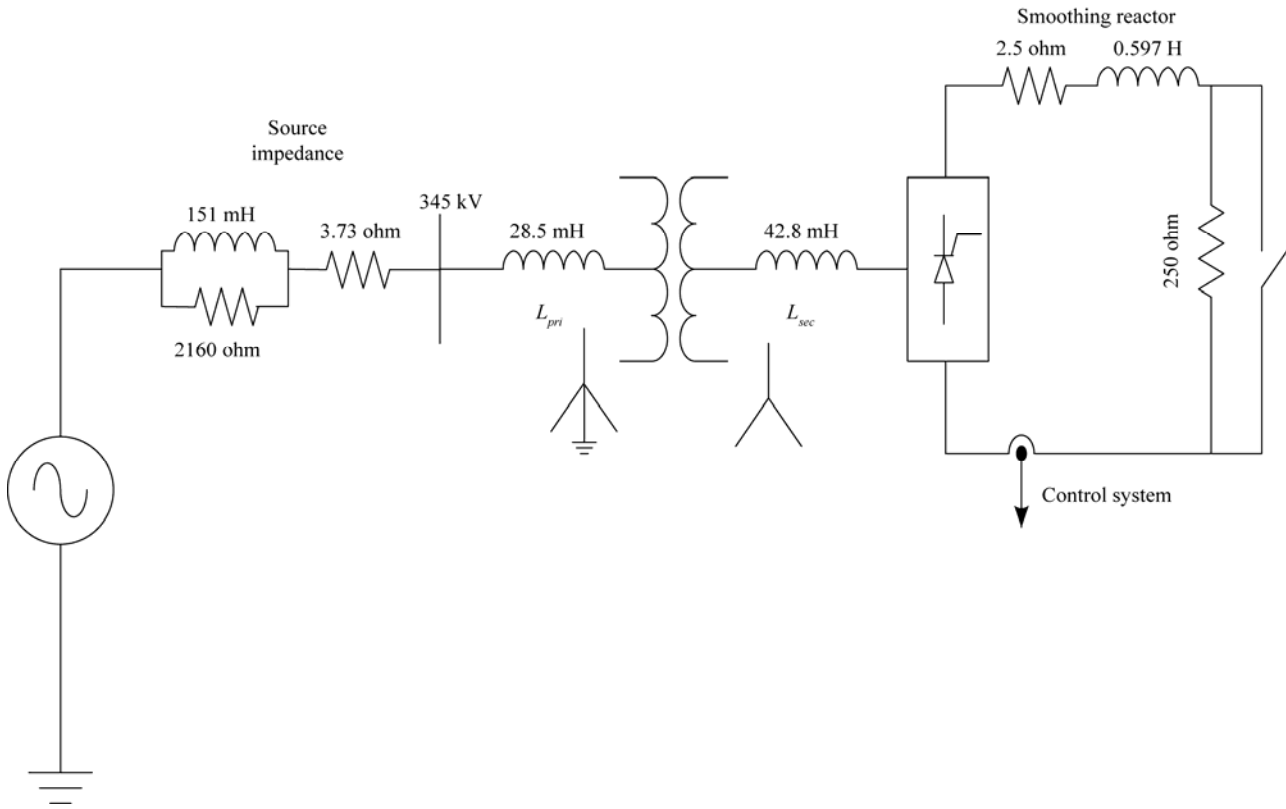 Smoothing reactor
2.5 ohm
0.597 H
Source
impedance
345 kV
151 mH
3.73 ohm
28.5 mH
42.8 mH
250 ohm
L_pri
L_sec
2160 ohm
Control system